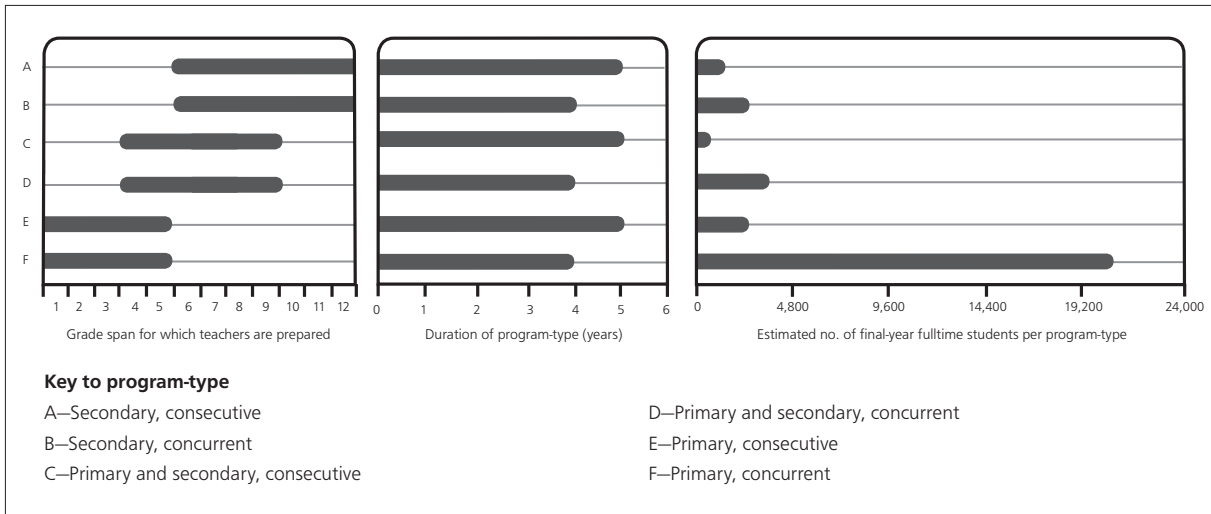 A
B
C
D
E
F
1 2 3 4 5 6 7 8 9 10 11 12
Grade span for which teachers are prepared
0 1 2 3 4 5 6
Duration of program-type (years)
0 4,800 9,600 14,400 19,200 24,000
Estimated no. of final-year fulltime students per program-type
Key to program-type
A—Secondary, consecutive
B—Secondary, concurrent
C—Primary and secondary, consecutive
D—Primary and secondary, concurrent
E—Primary, consecutive
F—Primary, concurrent